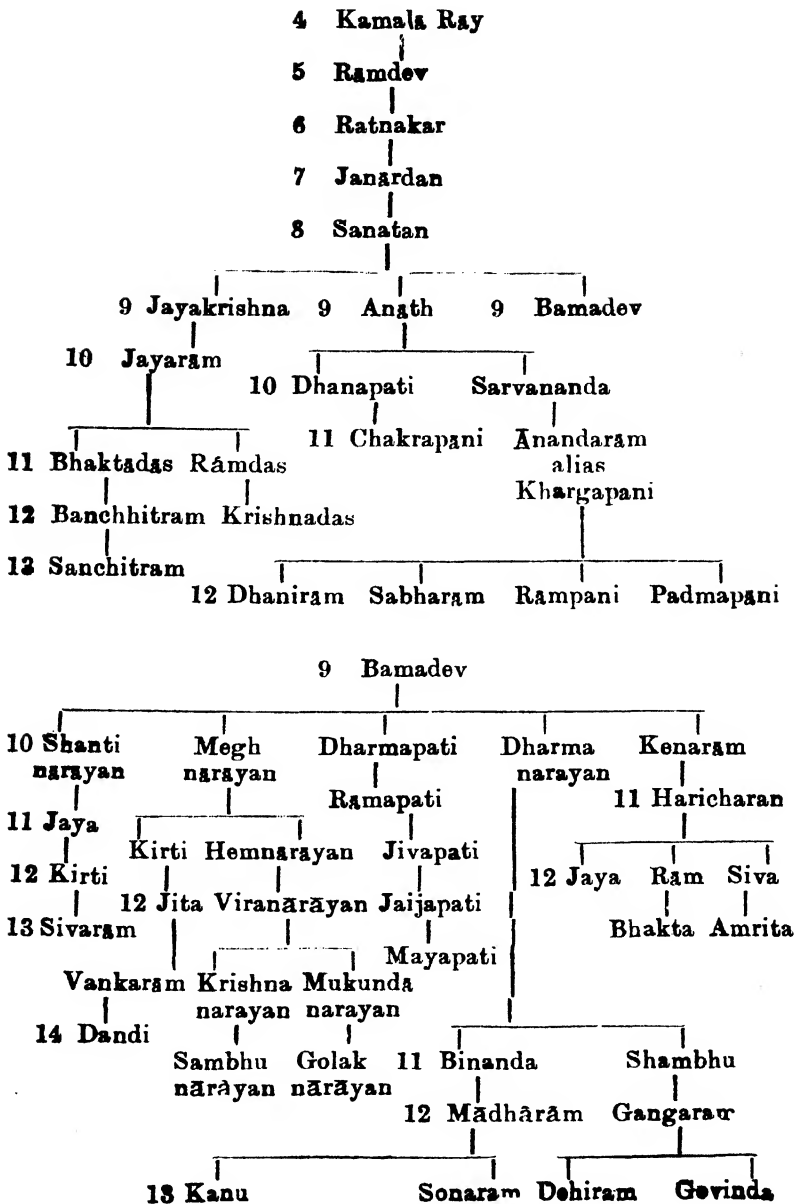 4 Kamala Ray
5 Ramdev
6 Ratnakar
7 Janardan
8 Sanatan
9 Jayakrishna 9 Anath 9 Bamadev
10 Jayaram
10 Dhanapati Sarvananda
11 Chakrapani Anandaram
alias
Khargapani
11 Bhaktadas Rámdas
12 Banchhitram Krishnadas
13 Sanchitram
12 Dhaniram Sabharam Rampani Padmapani
9 Bamadev
10 Shanti Megh Dharmapati Dharma Kenaram
narayan narayan narayan
Ramapati 11 Haricharan
11 Jaya
Kirti Hemnarayan Jivapati
12 Kirti 12 Jita Viranārāyan Jaijapati 12 Jaya Ram Siva
13 Sivaram Mayapati Bhakta Amrita
Vankaram Krishna Mukunda
narayan narayan
14 Dandi
Sambhu Golak 11 Binanda Shambhu
nāràyan nārāyan
12 Mādhârām Gangaram
13 Kanu Sonaram Dehiram Govinda